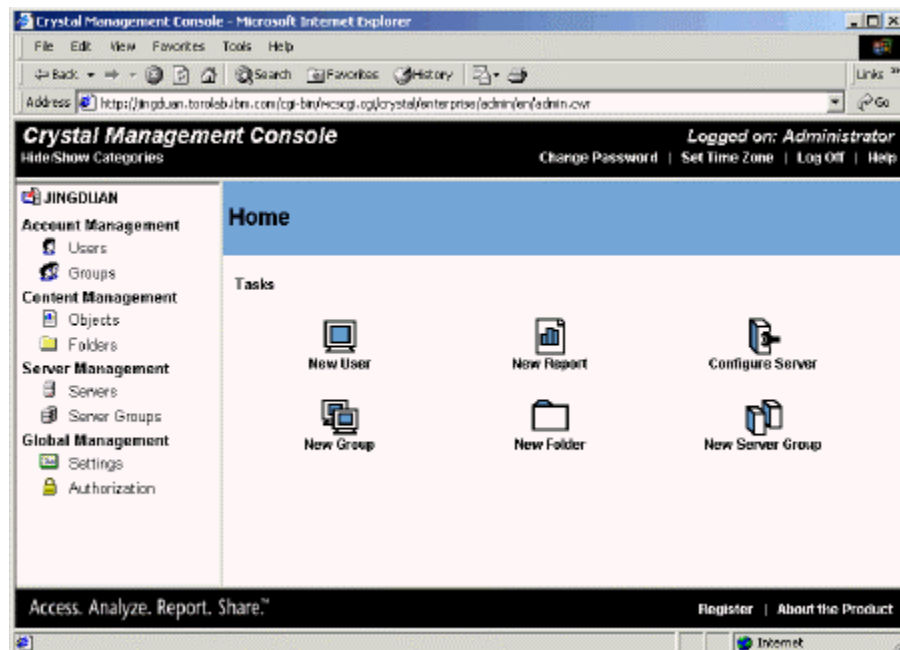 Crystal Management Console - Microsoft Internet Explorer
File Edit View Favorites Tools Help
Back Search Favorites History Links »
Address http://jingduan.torolab.ibm.com/cgi-bin/wcscgi.cgi/crystal/enterprise/admin/en/admin.cwr Go
Crystal Management Console Logged on: Administrator
Hide/Show Categories Change Password | Set Time Zone | Log Off | Help
JINGDUAN
Home
Account Management
Users
Groups
Content Management
Objects
Folders
Server Management
Servers
Server Groups
Global Management
Settings
Authorization
Tasks
New User New Report Configure Server
New Group New Folder New Server Group
Access. Analyze. Report. Share.™ Register | About the Product
Internet